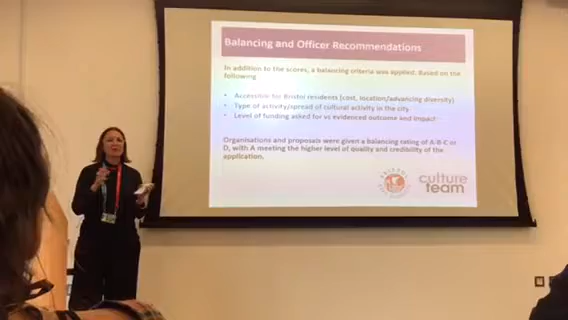 Balancing and Officer Recommendations
In addition to the scores, a balancing criteria was applied. Based on the
following
• Accessible for Bristol residents (cost, location/advancing diversity)
• Type of activity/spread of cultural activity in the city.
• Level of funding asked for vs evidenced outcome and impact
Organisations and proposals were given a balancing rating of A-B-C or
D, with A meeting the higher level of quality and credibility of the
application.
culture
team